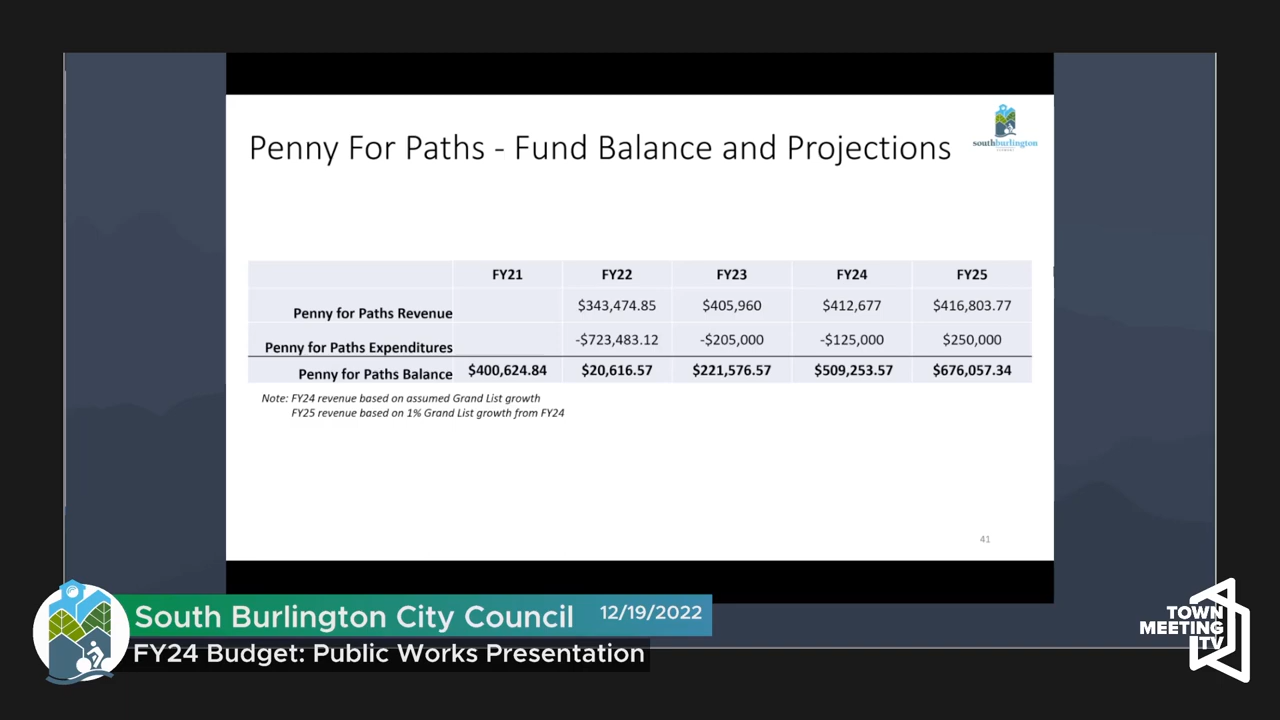 Penny For Paths - Fund Balance and Projections
southburlington
FY21 FY22 FY23 FY24 FY25
Penny for Paths Revenue $343,474.85 $405,960 $412,677 $416,803.77
Penny for Paths Expenditures -$723,483.12 -$205,000 -$125,000 $250,000
Penny for Paths Balance $400,624.84 $20,616.57 $221,576.57 $509,253.57 $676,057.34
Note: FY24 revenue based on assumed Grand List growth
FY25 revenue based on 1% Grand List growth from FY24
41
South Burlington City Council 12/19/2022
FY24 Budget: Public Works Presentation
TOWN
MEETING
TV